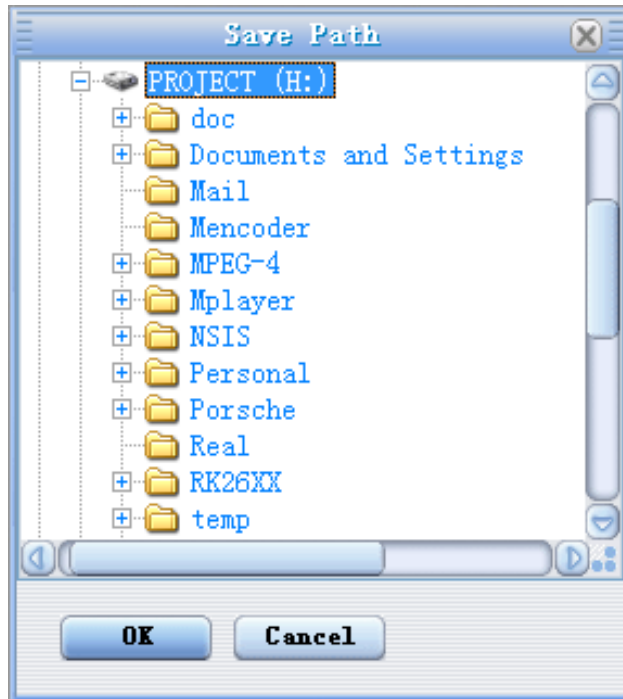 Save Path
PROJECT (H:)
doc
Documents and Settings
Mail
Mencoder
MPEG-4
Mplayer
NSIS
Personal
Porsche
Real
RK26XX
temp
OK
Cancel